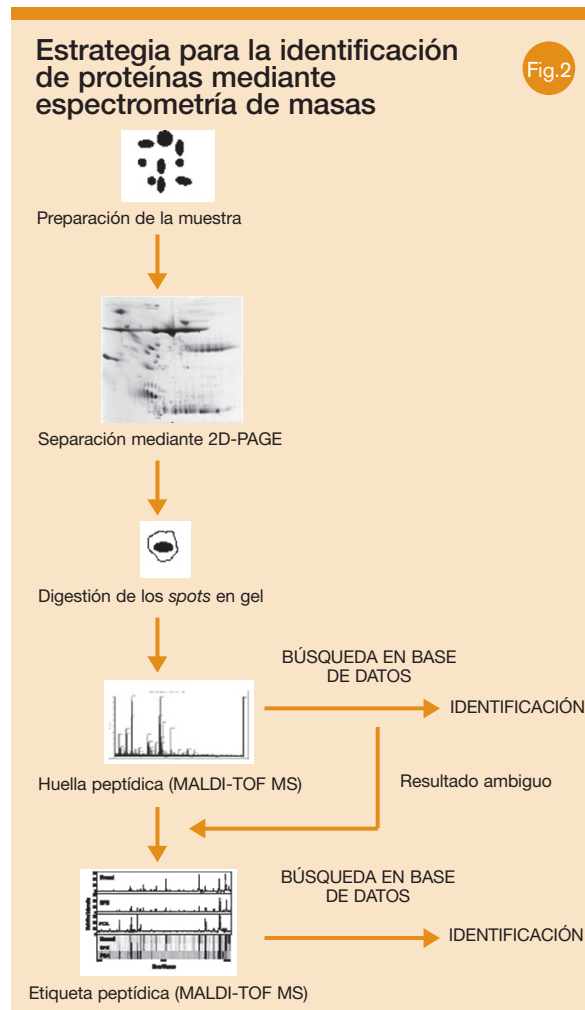 Estrategia para la identificación
de proteínas mediante
espectrometría de masas
Fig.2
Preparación de la muestra
Separación mediante 2D-PAGE
Digestión de los spots en gel
BÚSQUEDA EN BASE
DE DATOS
IDENTIFICACIÓN
Huella peptídica (MALDI-TOF MS)
Resultado ambiguo
BÚSQUEDA EN BASE
DE DATOS
IDENTIFICACIÓN
Etiqueta peptídica (MALDI-TOF MS)